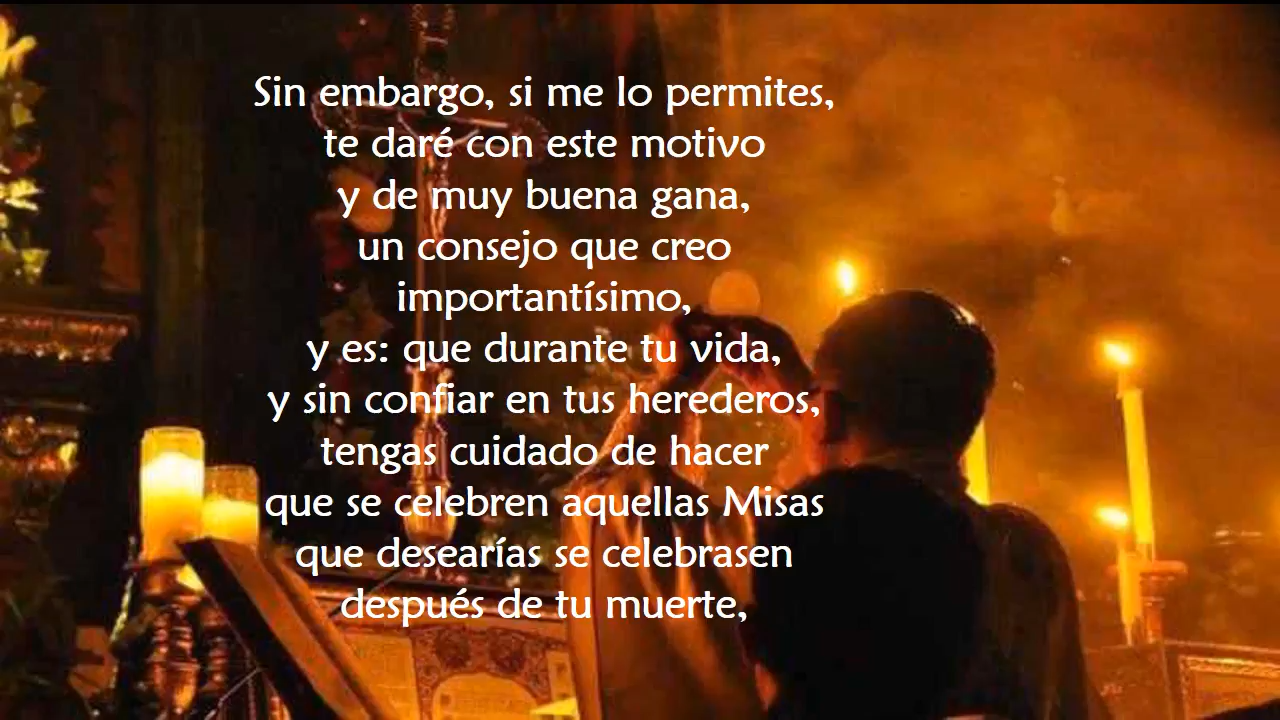 Sin embargo, si me lo permites,
te daré con este motivo
y de muy buena gana,
un consejo que creo
importantísimo,
y es: que durante tu vida,
y sin confiar en tus herederos,
tengas cuidado de hacer
que se celebren aquellas Misas
que desearías se celebrasen
después de tu muerte,